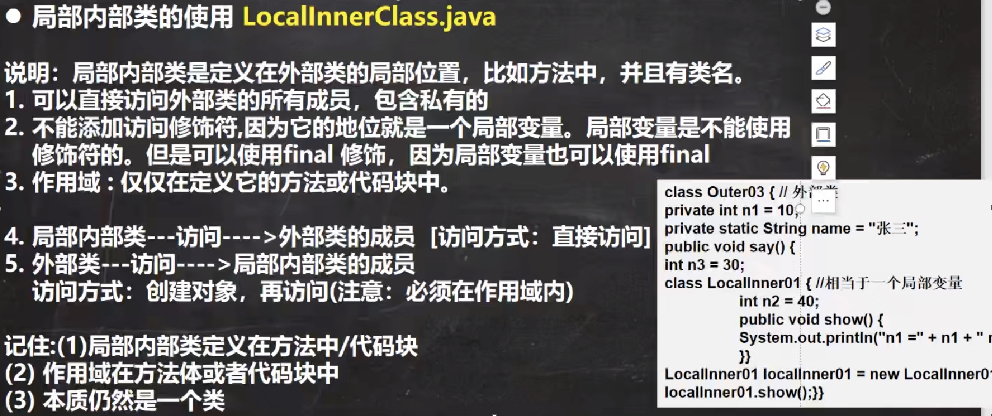 ● 局部内部类的使用 LocalInnerClass.java
说明：局部内部类是定义在外部类的局部位置，比如方法中，并且有类名。
1. 可以直接访问外部类的所有成员，包含私有的
2. 不能添加访问修饰符,因为它的地位就是一个局部变量。局部变量是不能使用
修饰符的。但是可以使用final 修饰，因为局部变量也可以使用final
3. 作用域 : 仅仅在定义它的方法或代码块中。
4. 局部内部类---访问---->外部类的成员 [访问方式：直接访问]
5. 外部类---访问---->局部内部类的成员
访问方式：创建对象，再访问(注意：必须在作用域内)
记住:(1)局部内部类定义在方法中/代码块
(2) 作用域在方法体或者代码块中
(3) 本质仍然是一个类
class Outer03 { // 外部类
private int n1 = 10;
private static String name = "张三";
public void say() {
int n3 = 30;
class LocalInner01 { //相当于一个局部变量
int n2 = 40;
public void show() {
System.out.println("n1 =" + n1 + "
}}
LocalInner01 localInner01 = new LocalInner01
localInner01.show();}}